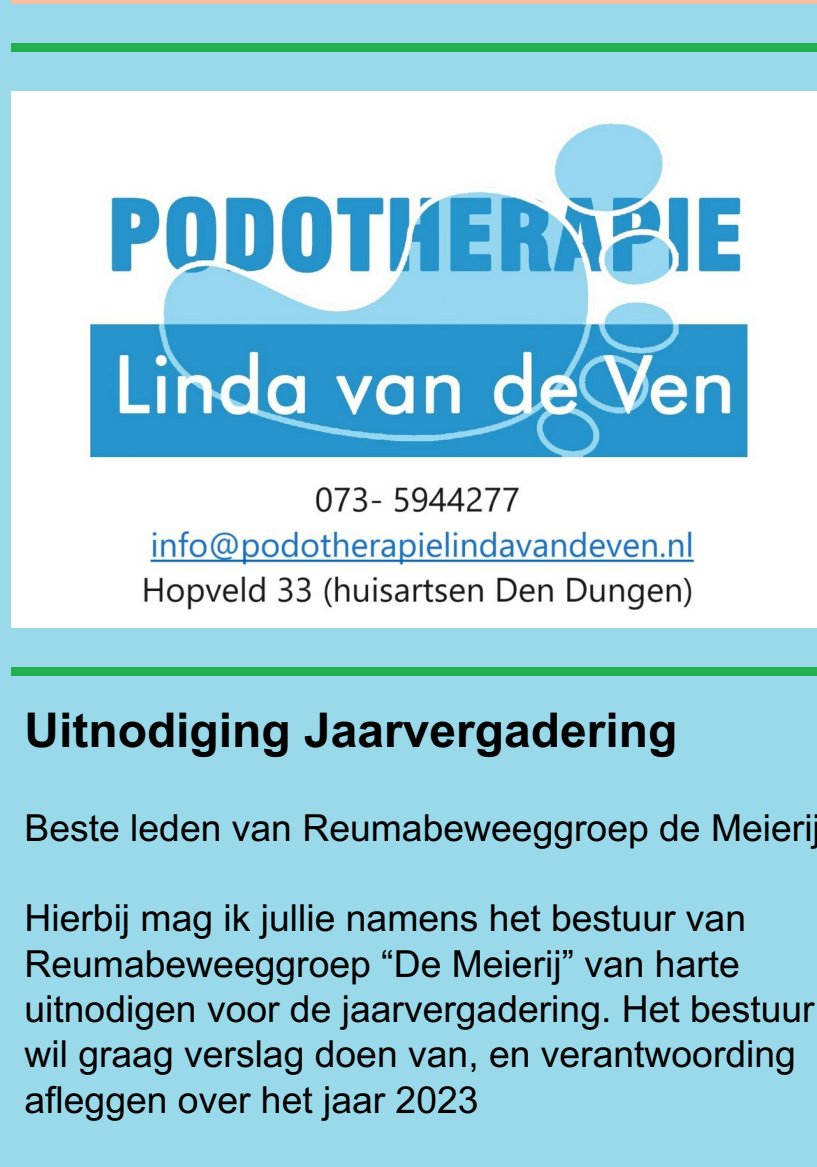 PODOTHERAPIE
Linda van de Ven
073- 5944277
info@podotherapielindavandeven.nl
Hopveld 33 (huisartsen Den Dungen)
Uitnodiging Jaarvergadering
Beste leden van Reumabeweeggroep de Meierij
Hierbij mag ik jullie namens het bestuur van
Reumabeweeggroep “De Meierij” van harte
uitnodigen voor de jaarvergadering. Het bestuur
wil graag verslag doen van, en verantwoording
afleggen over het jaar 2023